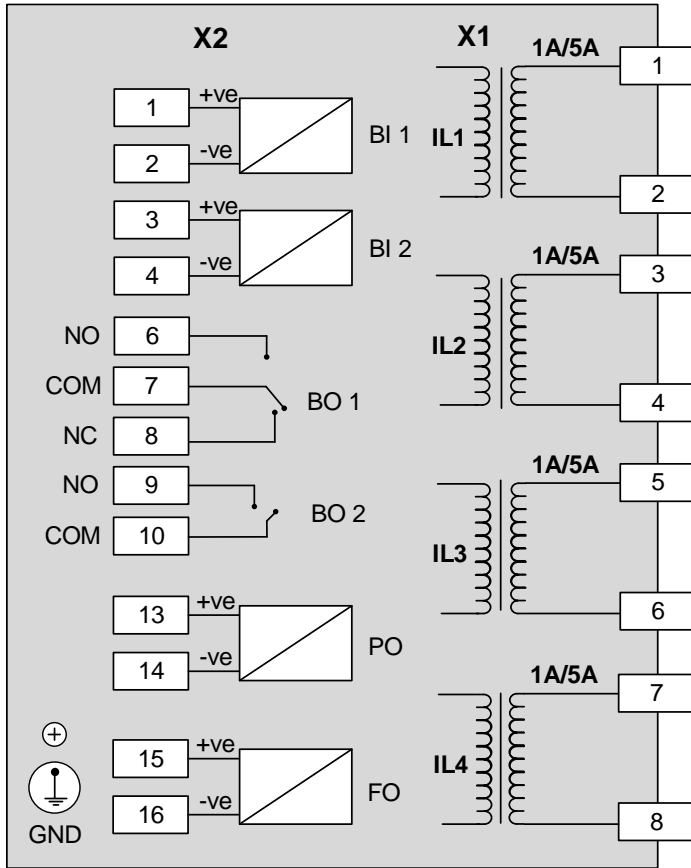 X2
X1
1A/5A
1
1 +ve
2 -ve
BI 1
IL1
2
3 +ve
4 -ve
BI 2
1A/5A
3
IL2
4
NO 6
COM 7
NC 8
BO 1
NO 9
COM 10
BO 2
1A/5A
5
IL3
6
13 +ve
14 -ve
PO
1A/5A
7
15 +ve
16 -ve
FO
IL4
8
GND